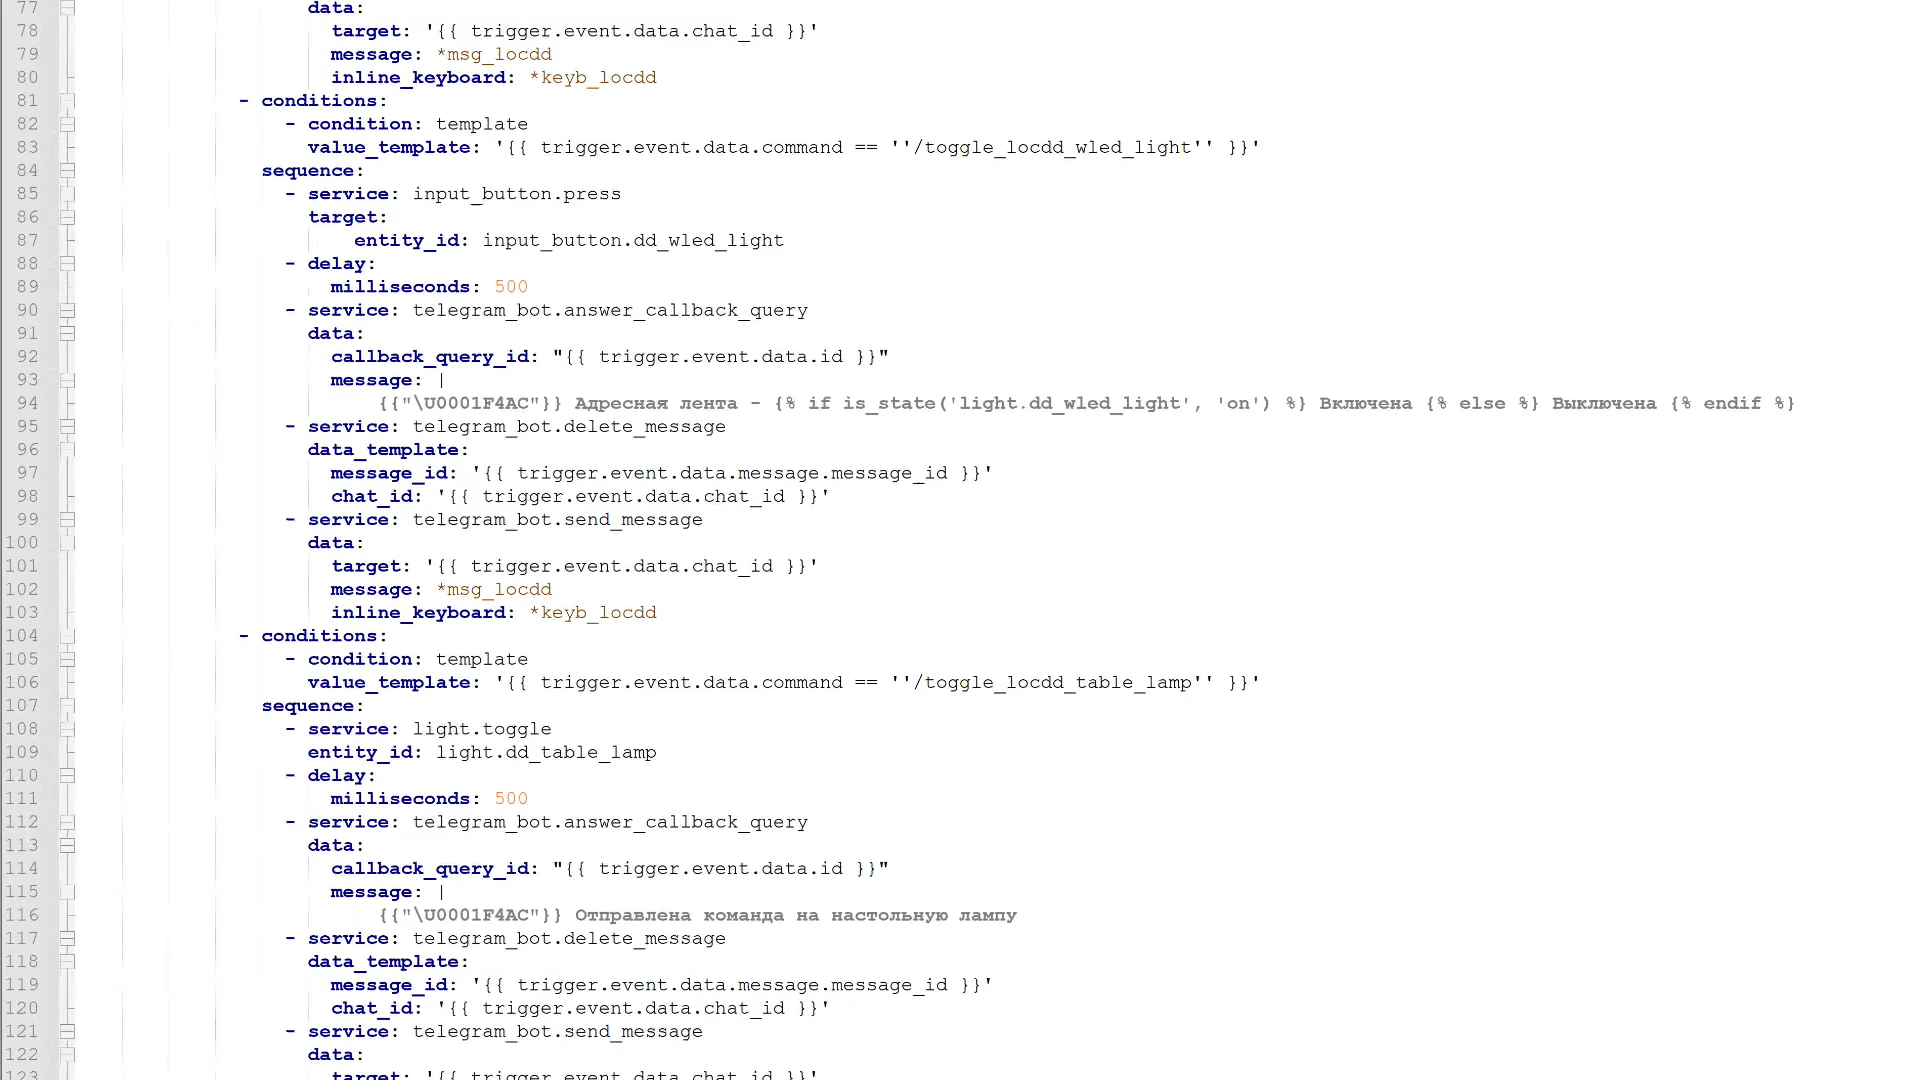 77 data:
78 target: '{{ trigger.event.data.chat_id }}'
79 message: *msg_locdd
80 inline_keyboard: *keyb_locdd
81 - conditions:
82 - condition: template
83 value_template: '{{ trigger.event.data.command == ''/toggle_locdd_wled_light'' }}'
84 sequence:
85 - service: input_button.press
86 target:
87 entity_id: input_button.dd_wled_light
88 - delay:
89 milliseconds: 500
90 - service: telegram_bot.answer_callback_query
91 data:
92 callback_query_id: "{{ trigger.event.data.id }}"
93 message: |
94 {{"\U0001F4AC"}} Адресная лента - {% if is_state('light.dd_wled_light', 'on') %} Включена {% else %} Выключена {% endif %}
95 - service: telegram_bot.delete_message
96 data_template:
97 message_id: '{{ trigger.event.data.message.message_id }}'
98 chat_id: '{{ trigger.event.data.chat_id }}'
99 - service: telegram_bot.send_message
100 data:
101 target: '{{ trigger.event.data.chat_id }}'
102 message: *msg_locdd
103 inline_keyboard: *keyb_locdd
104 - conditions:
105 - condition: template
106 value_template: '{{ trigger.event.data.command == ''/toggle_locdd_table_lamp'' }}'
107 sequence:
108 - service: light.toggle
109 entity_id: light.dd_table_lamp
110 - delay:
111 milliseconds: 500
112 - service: telegram_bot.answer_callback_query
113 data:
114 callback_query_id: "{{ trigger.event.data.id }}"
115 message: |
116 {{"\U0001F4AC"}} Отправлена команда на настольную лампу
117 - service: telegram_bot.delete_message
118 data_template:
119 message_id: '{{ trigger.event.data.message.message_id }}'
120 chat_id: '{{ trigger.event.data.chat_id }}'
121 - service: telegram_bot.send_message
122 data:
123 target: '{{ trigger.event.data.chat_id }}'